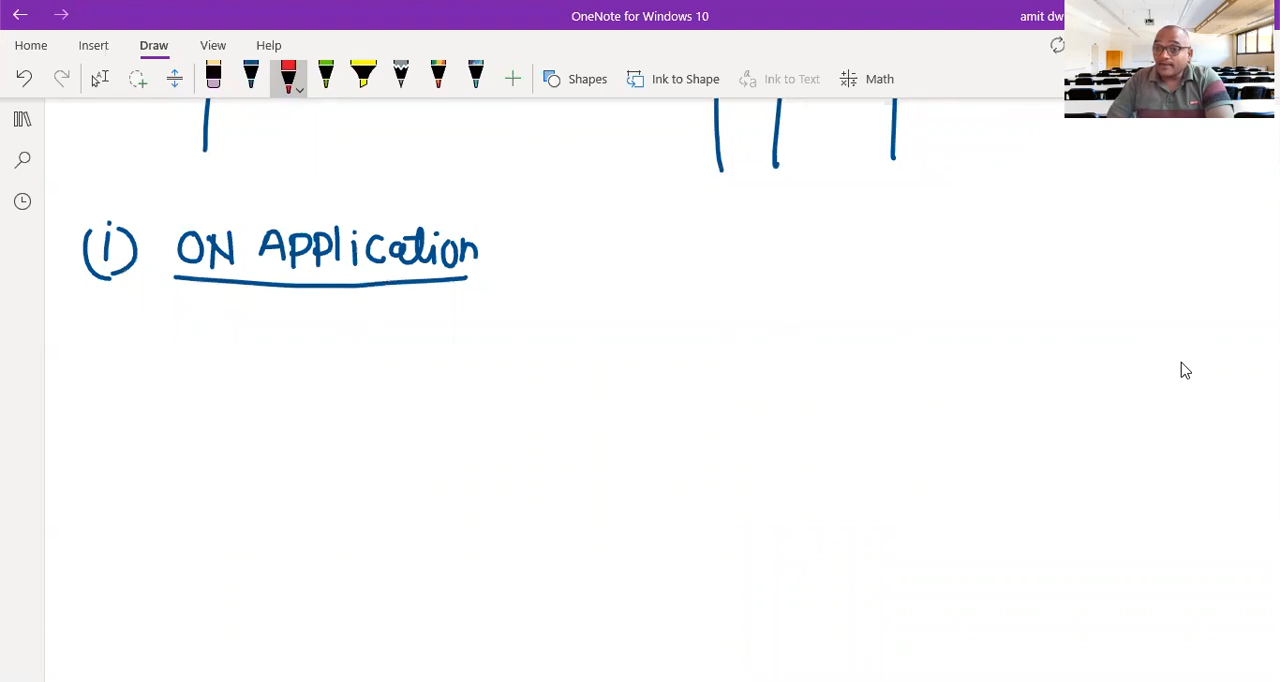 OneNote for Windows 10
amit dw
Home Insert Draw View Help
Shapes Ink to Shape Ink to Text Math
(i) ON Application